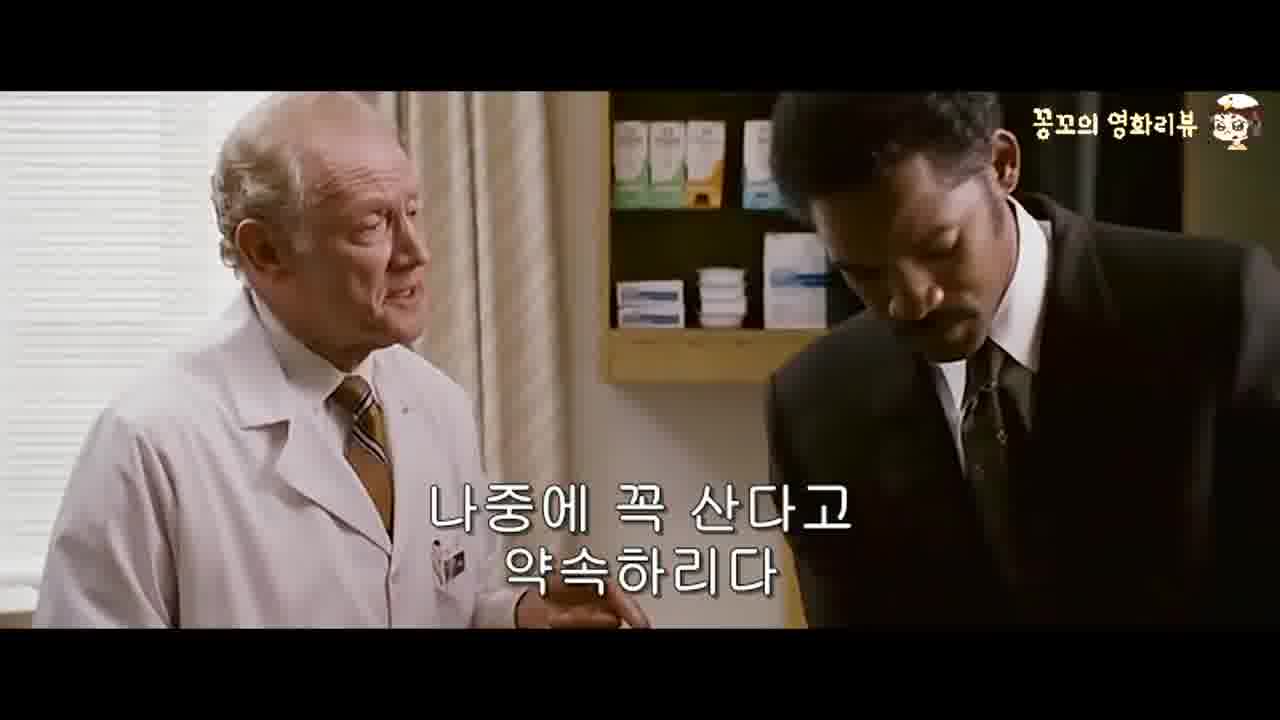 꽁꼬의 영화리뷰
나중에 꼭 산다고
약속하리다